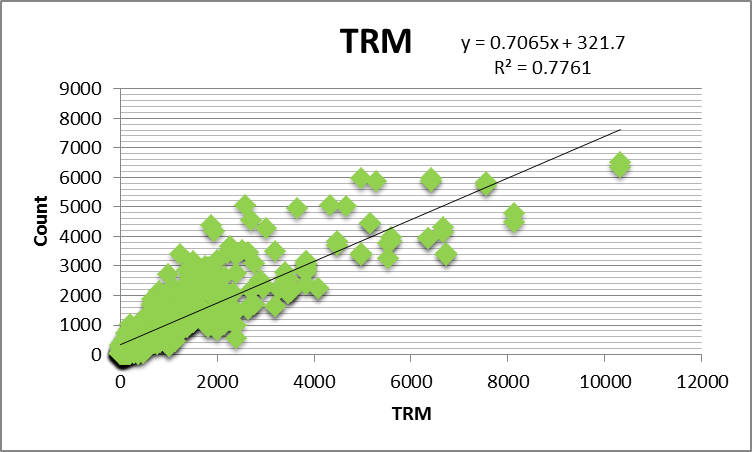 TRM
y = 0.7065x + 321.7
R² = 0.7761
9000
8000
7000
6000
5000
4000
3000
2000
1000
0
Count
0 2000 4000 6000 8000 10000 12000
TRM